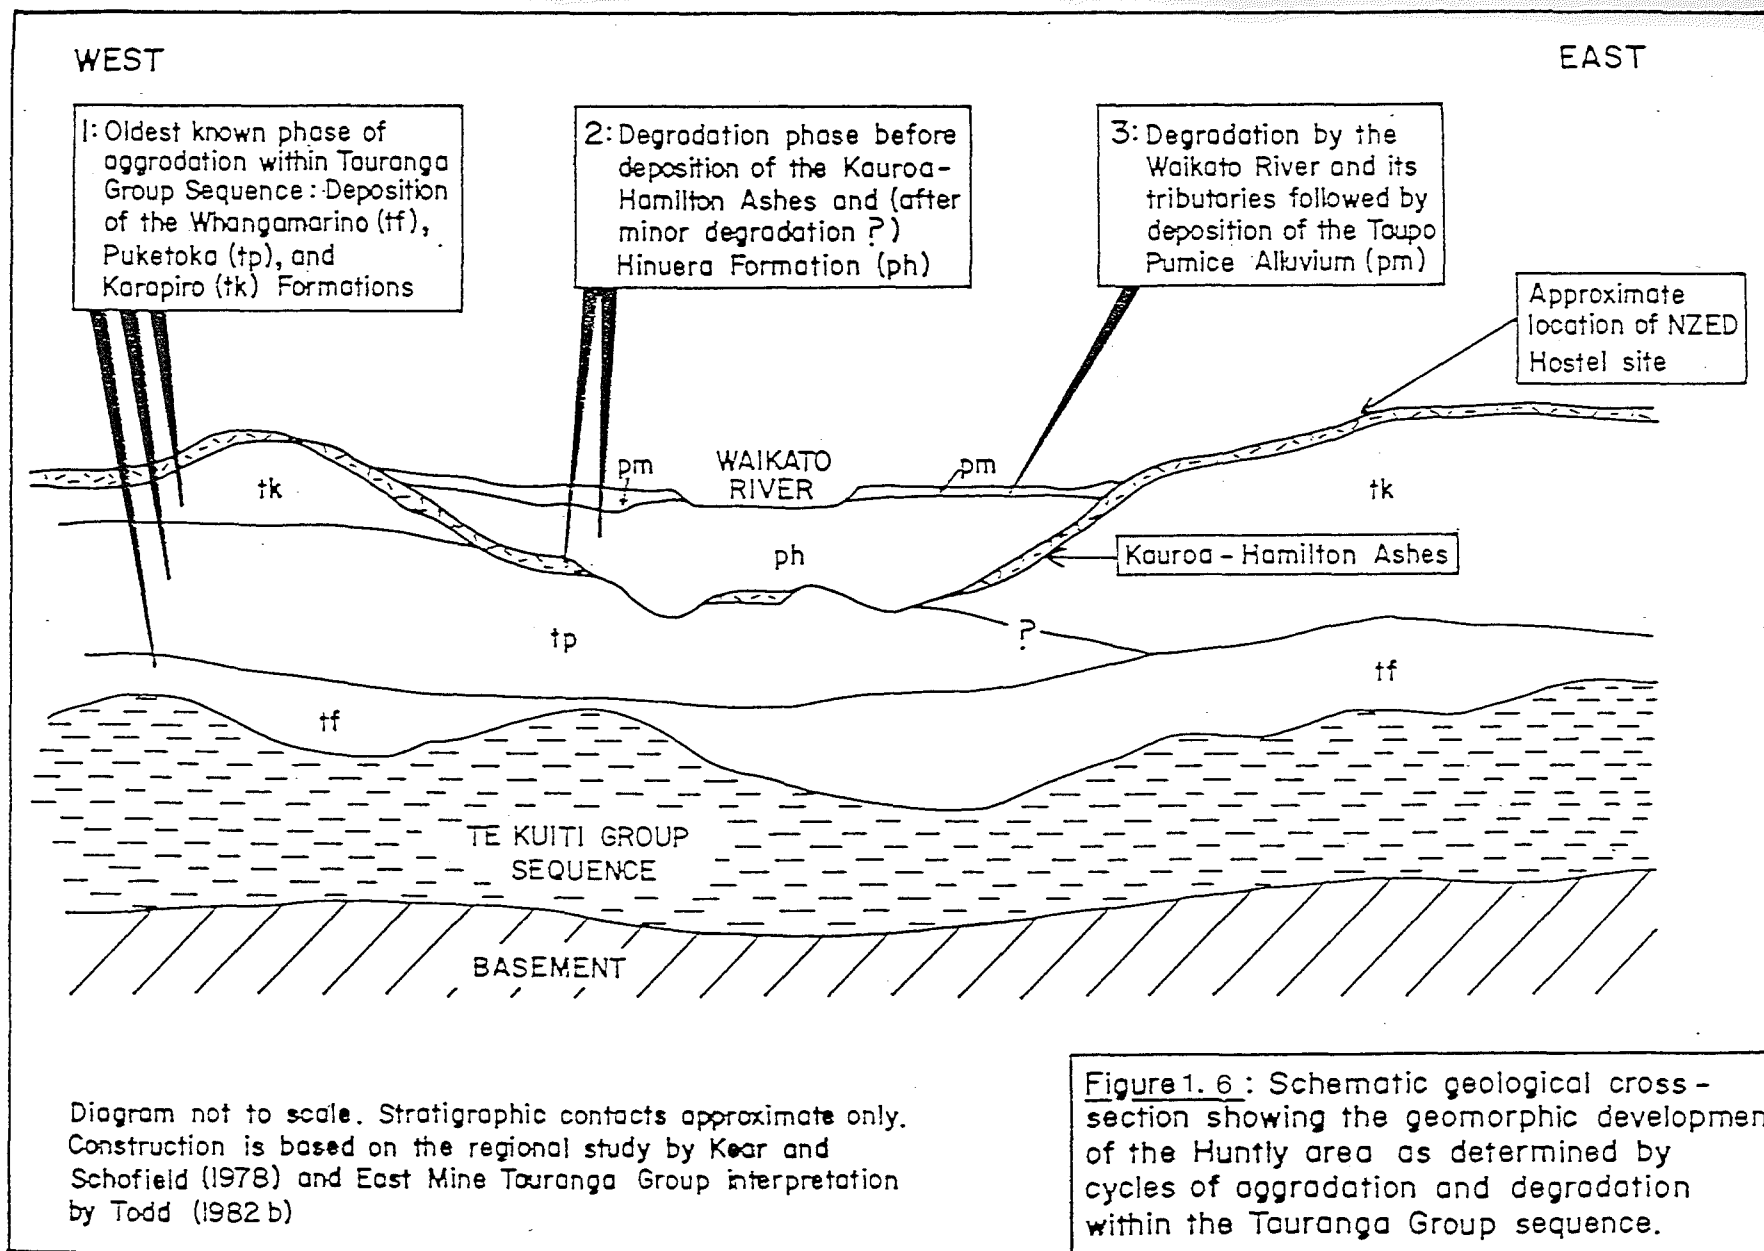 WEST
EAST
1: Oldest known phase of
aggradation within Tauranga
Group Sequence: Deposition
of the Whangamarino (tf),
Puketoka (tp), and
Karapiro (tk) Formations
2: Degradation phase before
deposition of the Kauroa-
Hamilton Ashes and (after
minor degradation ?)
Hinuera Formation (ph)
3: Degradation by the
Waikato River and its
tributaries followed by
deposition of the Taupo
Pumice Alluvium (pm)
Approximate
location of NZED
Hostel site
pm
WAIKATO
RIVER
pm
tk
tk
ph
Kauroa - Hamilton Ashes
tp
?
tf
tf
TE KUITI GROUP
SEQUENCE
BASEMENT
Diagram not to scale. Stratigraphic contacts approximate only.
Construction is based on the regional study by Kear and
Schofield (1978) and East Mine Tauranga Group interpretation
by Todd (1982 b)
Figure 1. 6 : Schematic geological cross-
section showing the geomorphic developmen
of the Huntly area as determined by
cycles of aggradation and degradation
within the Tauranga Group sequence.